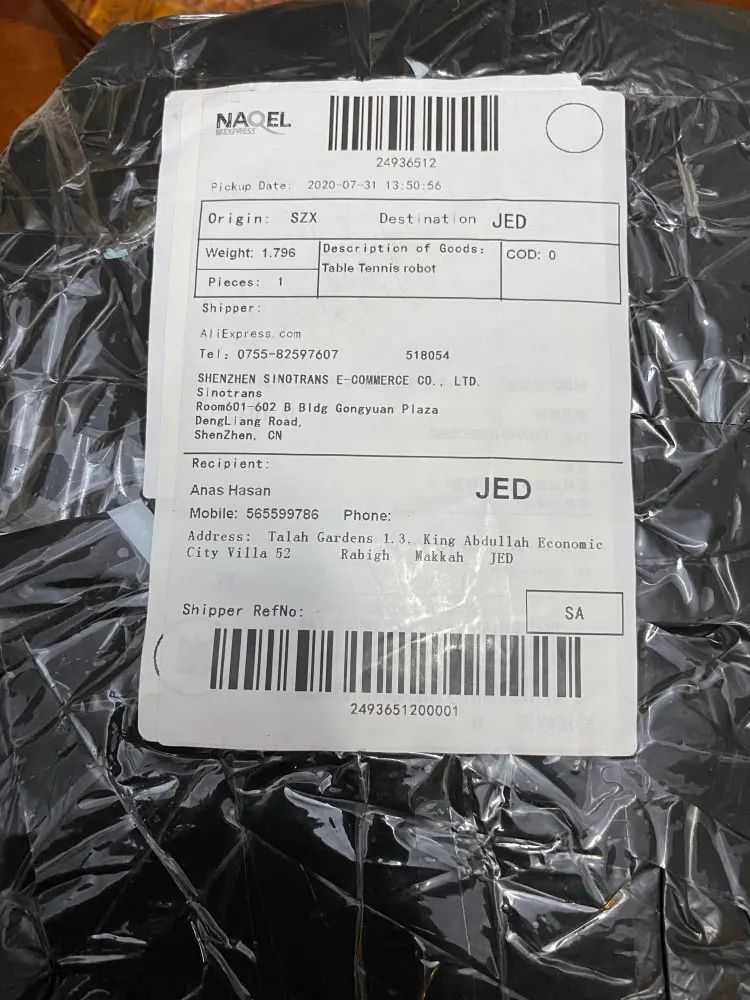 NAQEL
EXPRESS
24936512
Pickup Date: 2020-07-31 13:50:56
Origin: SZX Destination JED
Weight: 1.796
Description of Goods:
COD: 0
Table Tennis robot
Pieces: 1
Shipper:
AliExpress.com
Tel: 0755-82597607 518054
SHENZHEN SINOTRANS E-COMMERCE CO., LTD.
Sinotrans
Room601-602 B Bldg Gongyuan Plaza
DengLiang Road,
ShenZhen, CN
Recipient:
Anas Hasan JED
Mobile: 565599786 Phone:
Address: Talah Gardens 1.3, King Abdullah Economic
City Villa 52 Rabigh Makkah JED
Shipper RefNo:
SA
2493651200001